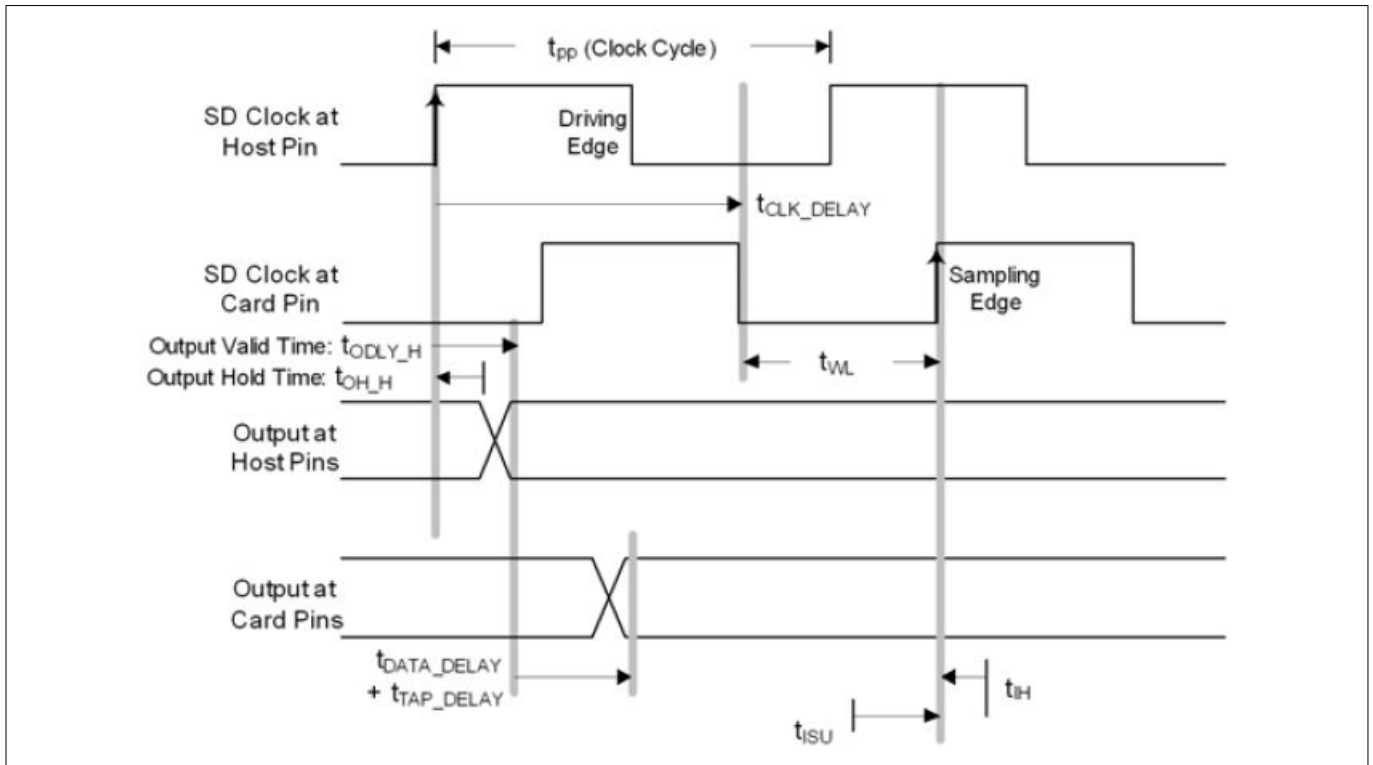 tpp (Clock Cycle)
SD Clock at
Host Pin
Driving
Edge
tCLK_DELAY
SD Clock at
Card Pin
Sampling
Edge
Output Valid Time: tODLY_H
Output Hold Time: tOH_H
tWL
Output at
Host Pins
Output at
Card Pins
tDATA_DELAY
+ tTAP_DELAY
tIH
tISU